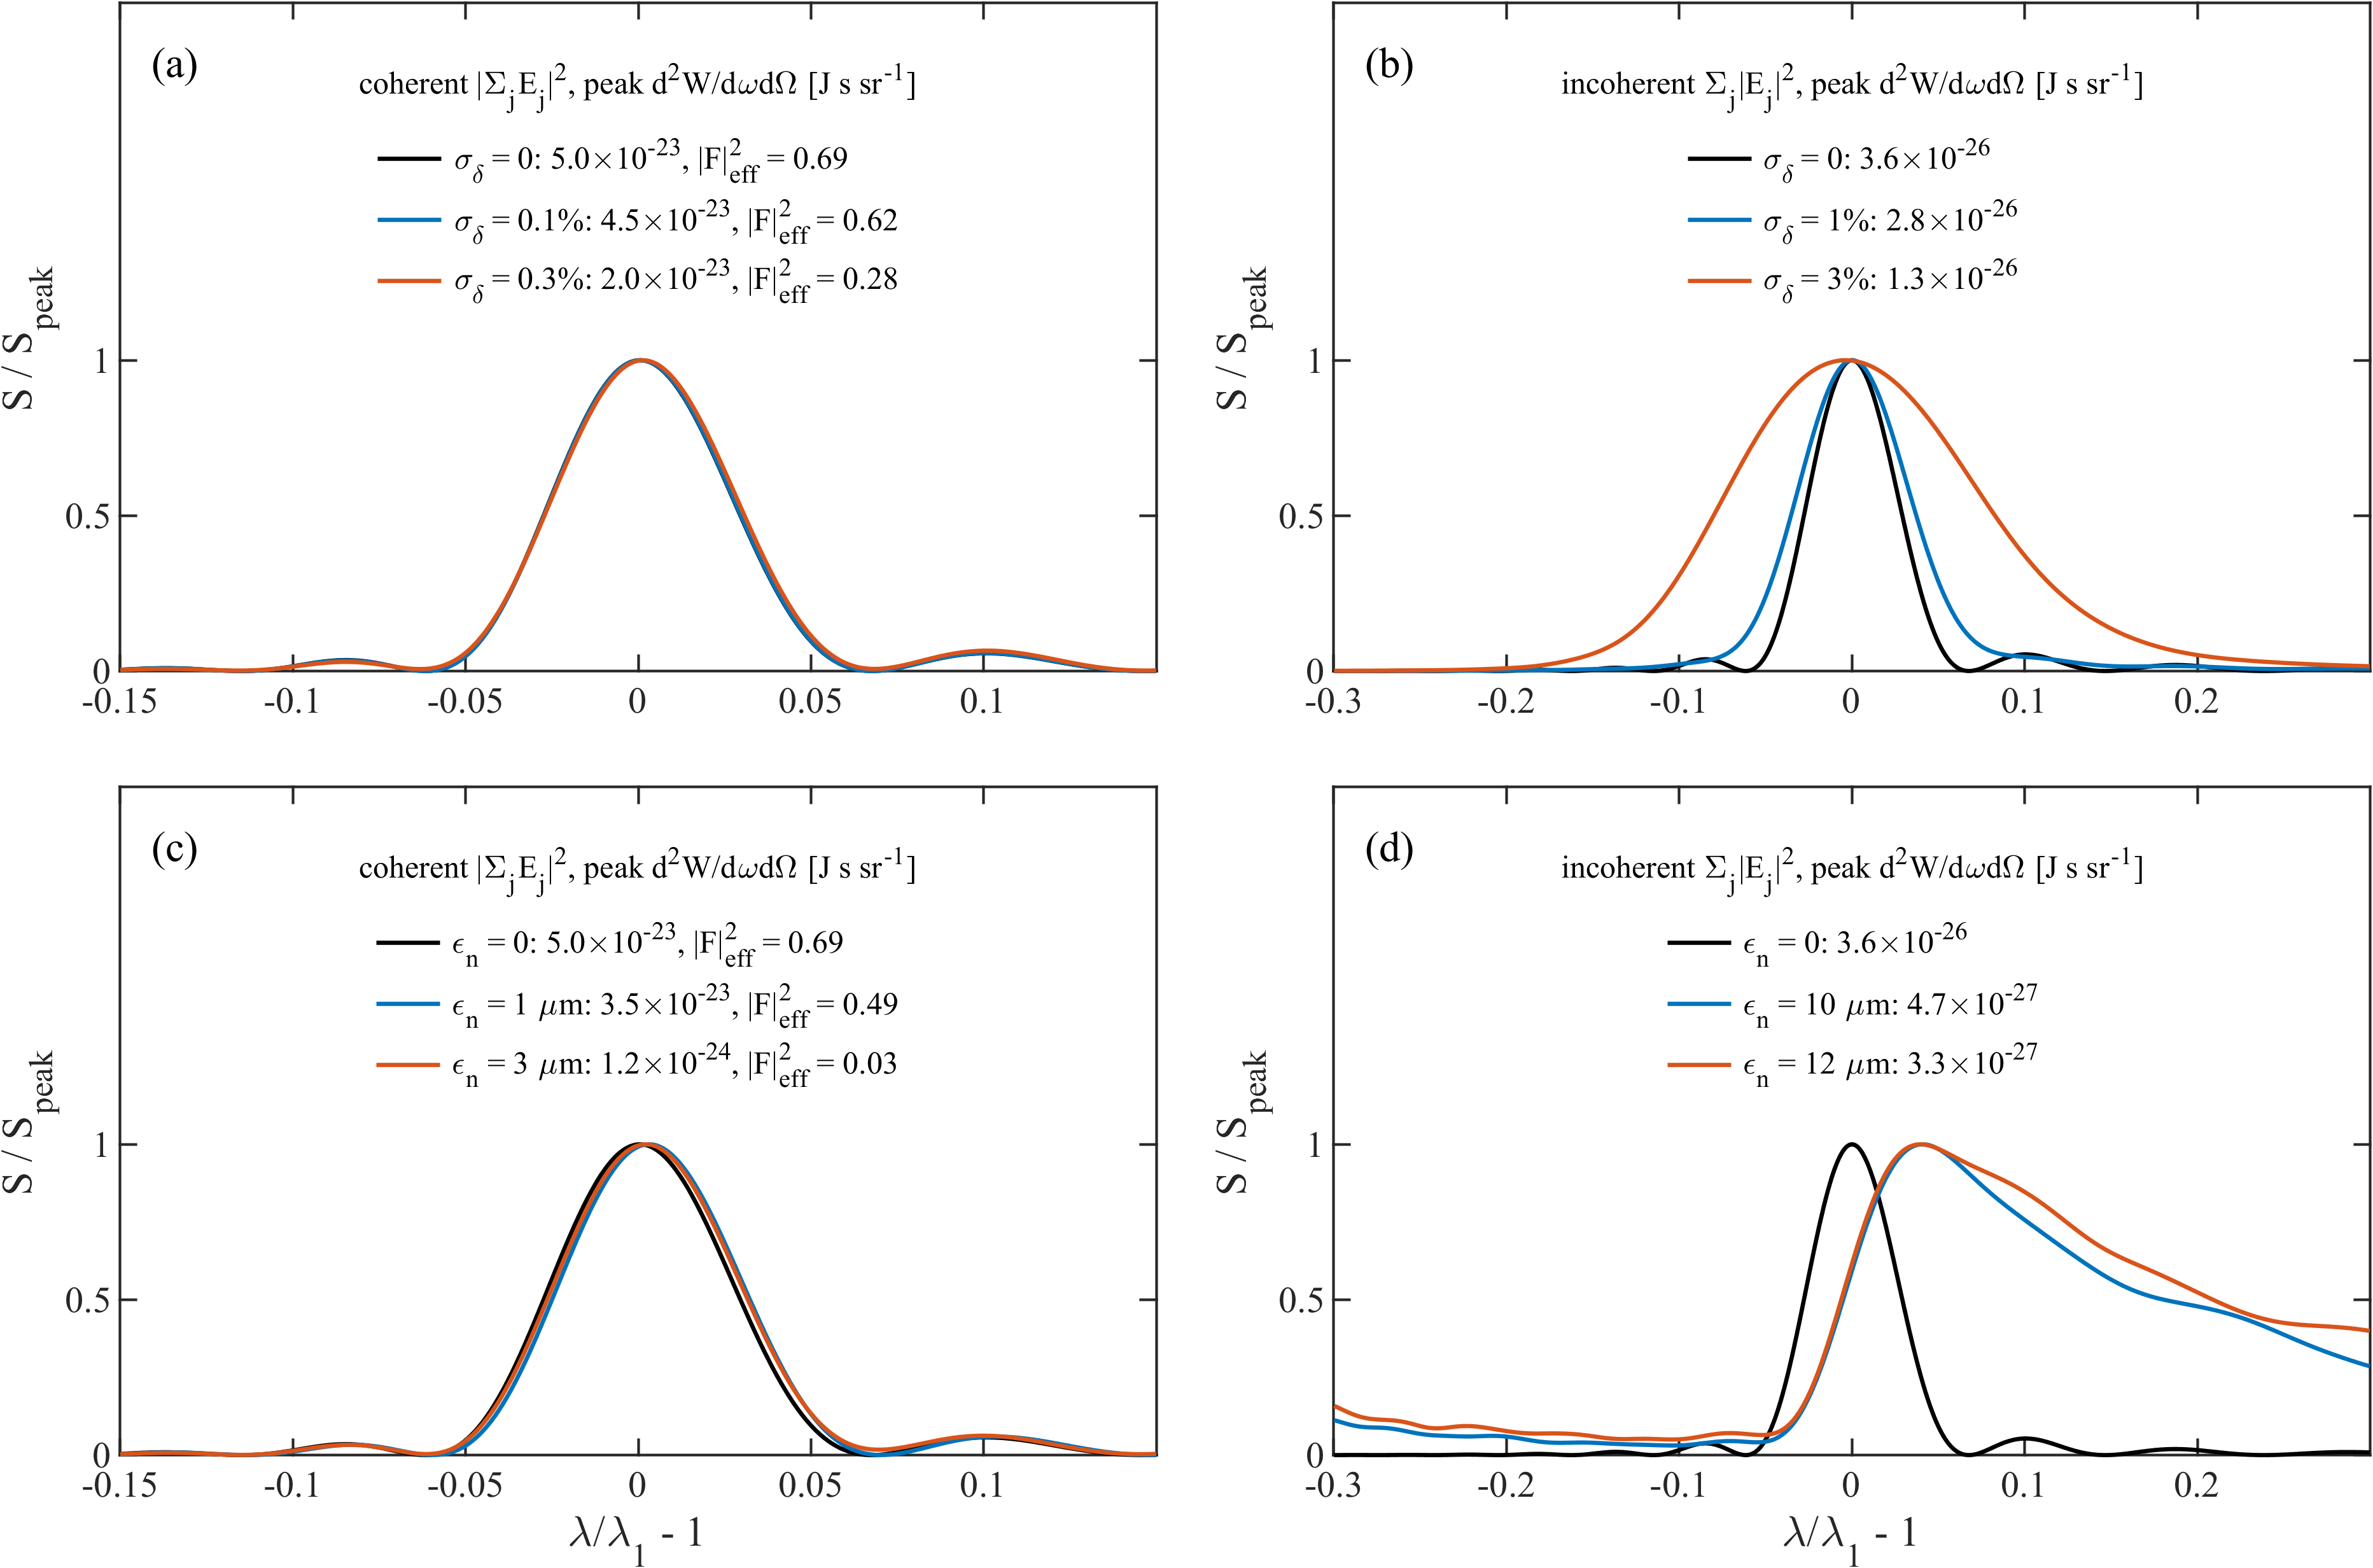 (a)
coherent |Σ_j E_j|², peak d²W/dωdΩ [J s sr⁻¹]
σ_δ = 0: 5.0×10⁻²³, |F|²_eff = 0.69
σ_δ = 0.1%: 4.5×10⁻²³, |F|²_eff = 0.62
σ_δ = 0.3%: 2.0×10⁻²³, |F|²_eff = 0.28
S / S_peak
1
0.5
0
-0.15 -0.1 -0.05 0 0.05 0.1
(b)
incoherent Σ_j|E_j|², peak d²W/dωdΩ [J s sr⁻¹]
σ_δ = 0: 3.6×10⁻²⁶
σ_δ = 1%: 2.8×10⁻²⁶
σ_δ = 3%: 1.3×10⁻²⁶
S / S_peak
1
0.5
0
-0.3 -0.2 -0.1 0 0.1 0.2
(c)
coherent |Σ_j E_j|², peak d²W/dωdΩ [J s sr⁻¹]
ϵ_n = 0: 5.0×10⁻²³, |F|²_eff = 0.69
ϵ_n = 1 μm: 3.5×10⁻²³, |F|²_eff = 0.49
ϵ_n = 3 μm: 1.2×10⁻²⁴, |F|²_eff = 0.03
S / S_peak
1
0.5
0
-0.15 -0.1 -0.05 0 0.05 0.1
λ/λ₁ - 1
(d)
incoherent Σ_j|E_j|², peak d²W/dωdΩ [J s sr⁻¹]
ϵ_n = 0: 3.6×10⁻²⁶
ϵ_n = 10 μm: 4.7×10⁻²⁷
ϵ_n = 12 μm: 3.3×10⁻²⁷
S / S_peak
1
0.5
0
-0.3 -0.2 -0.1 0 0.1 0.2
λ/λ₁ - 1